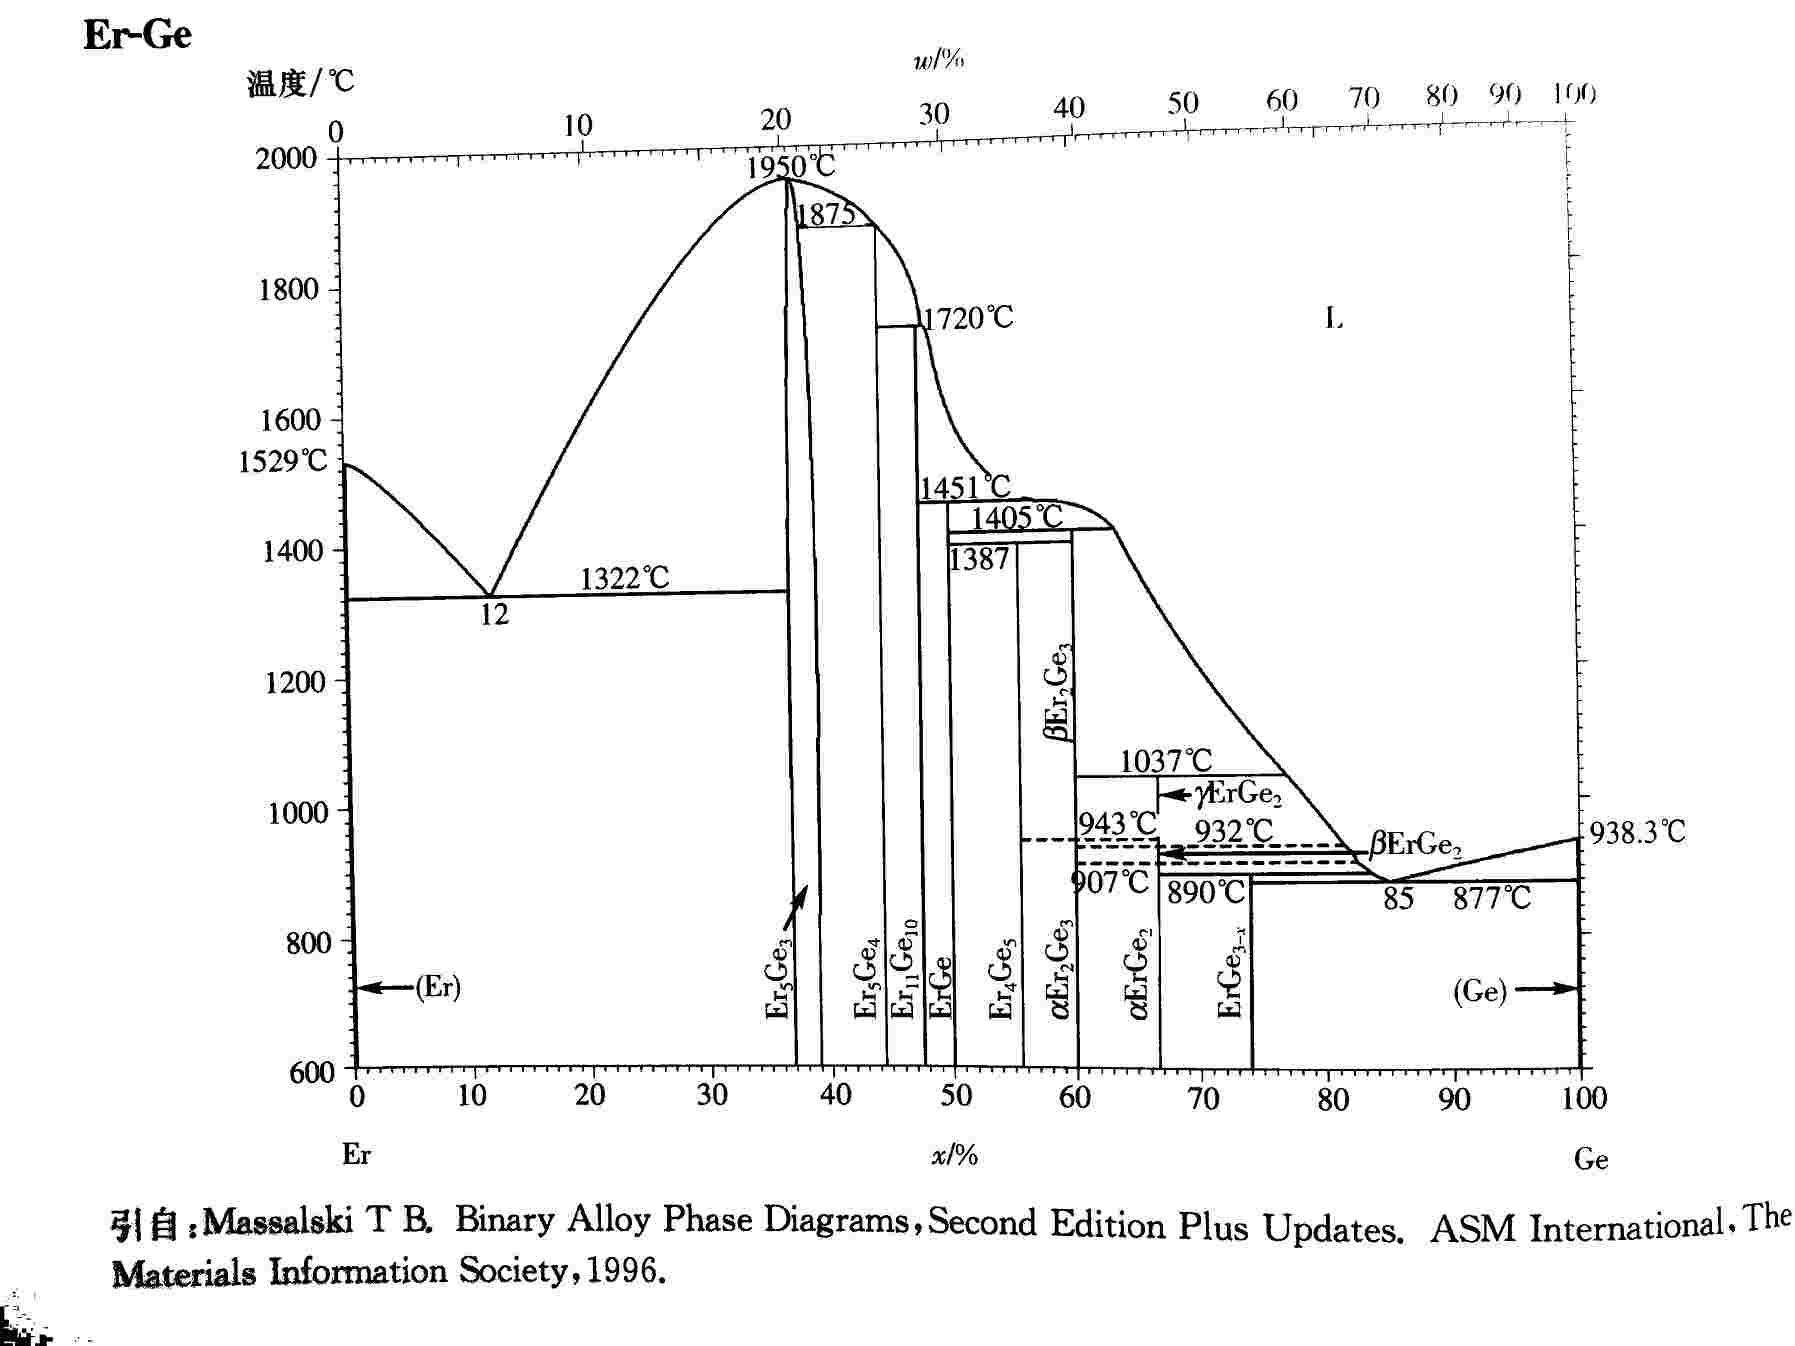 Er-Ge
w/%
温度/℃
0 10 20 30 40 50 60 70 80 90 100
2000
1950℃
1875
1800
1720℃
L
1600
1529℃
1451℃
1405℃
1400
1387
1322℃
12
1200
βEr₂Ge₃
1037℃
1000
γErGe₂
943℃
932℃
938.3℃
βErGe₂
907℃
890℃
85
877℃
800
(Er)
Er₅Ge₃
Er₅Ge₄
Er₁₁Ge₁₀
ErGe
Er₄Ge₅
αEr₂Ge₃
αErGe₂
ErGe₃₋ₓ
(Ge)
600
0 10 20 30 40 50 60 70 80 90 100
Er
x/%
Ge
引自:Massalski T B. Binary Alloy Phase Diagrams, Second Edition Plus Updates. ASM International, The
Materials Information Society, 1996.